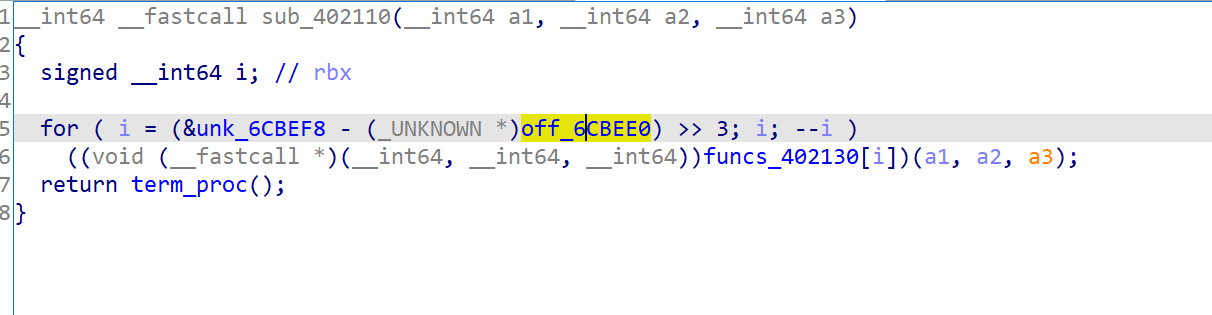 1 __int64 __fastcall sub_402110(__int64 a1, __int64 a2, __int64 a3)
2 {
3   signed __int64 i; // rbx
4
5   for ( i = (&unk_6CBEF8 - (_UNKNOWN *)off_6CBEE0) >> 3; i; --i )
6     ((void (__fastcall *)(__int64, __int64, __int64))funcs_402130[i])(a1, a2, a3);
7   return term_proc();
8 }